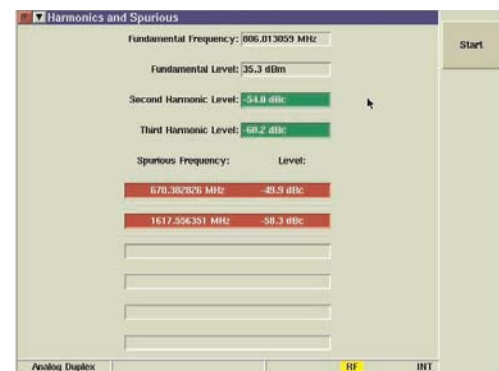 Harmonics and Spurious
Fundamental Frequency: 806.013059 MHz
Start
Fundamental Level: 35.3 dBm
Second Harmonic Level: -54.0 dBc
Third Harmonic Level: -60.2 dBc
Spurious Frequency: Level:
670.382826 MHz -49.9 dBc
1617.556351 MHz -58.3 dBc
Analog Duplex RF INT